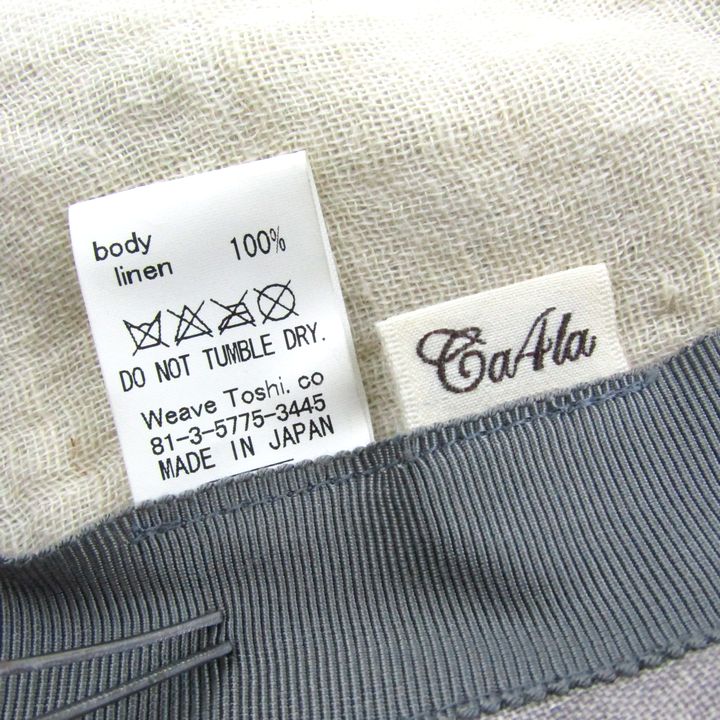 body 100%
linen
DO NOT TUMBLE DRY.
Weave Toshi. co
81-3-5775-3445
MADE IN JAPAN
CaAla